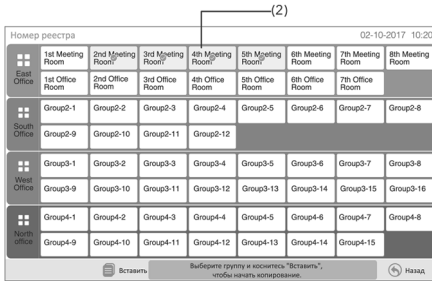 (2)
Номер реестра 02-10-2017 10:20
East Office
1st Meeting Room 2nd Meeting Room 3rd Meeting Room 4th Meeting Room 5th Meeting Room 6th Meeting Room 7th Meeting Room 8th Meeting Room
1st Office Room 2nd Office Room 3rd Office Room 4th Office Room 5th Office Room 6th Office Room 7th Office Room
South Office
Group2-1 Group2-2 Group2-3 Group2-4 Group2-5 Group2-6 Group2-7 Group2-8
Group2-9 Group2-10 Group2-11 Group2-12
West Office
Group3-1 Group3-2 Group3-3 Group3-4 Group3-5 Group3-6 Group3-7 Group3-8
Group3-9 Group3-10 Group3-11 Group3-12 Group3-13 Group3-14 Group3-15 Group3-16
North office
Group4-1 Group4-2 Group4-3 Group4-4 Group4-5 Group4-6 Group4-7 Group4-8
Group4-9 Group4-10 Group4-11 Group4-12 Group4-13 Group4-14 Group4-15
Вставить
Выберите группу и коснитесь "Вставить",
чтобы начать копирование.
Назад